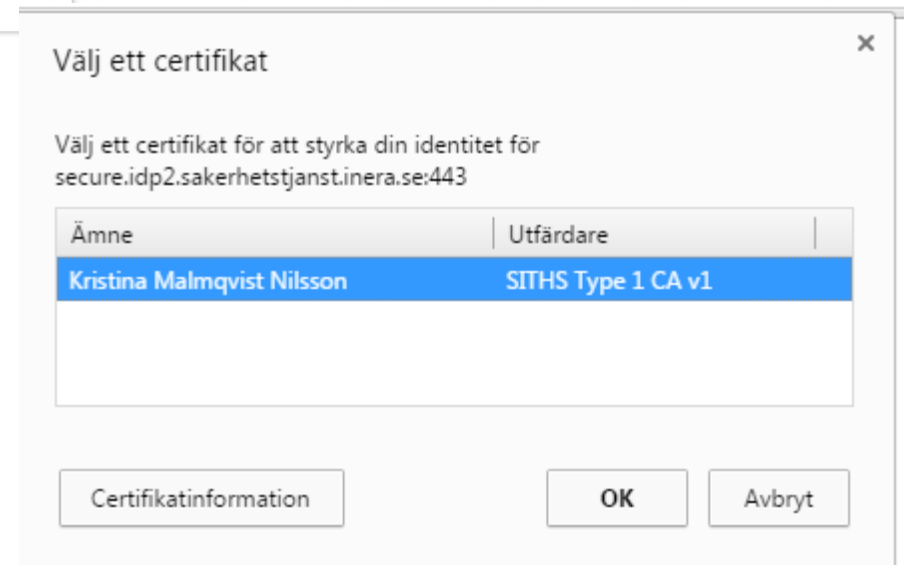 Välj ett certifikat
Välj ett certifikat för att styrka din identitet för
secure.idp2.sakerhetstjanst.inera.se:443
Ämne Utfärdare
Kristina Malmqvist Nilsson SITHS Type 1 CA v1
Certifikatinformation OK Avbryt